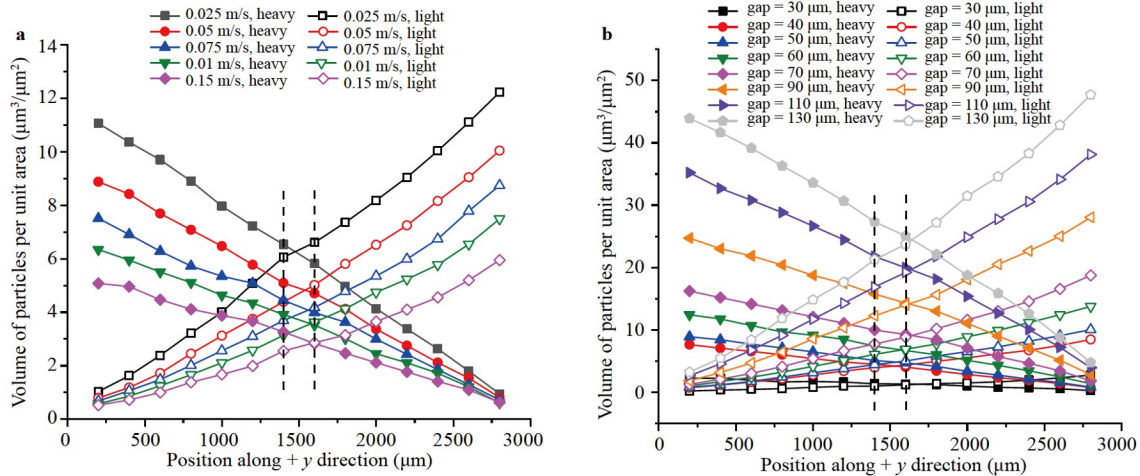 a
0.025 m/s, heavy 0.025 m/s, light
0.05 m/s, heavy 0.05 m/s, light
0.075 m/s, heavy 0.075 m/s, light
0.01 m/s, heavy 0.01 m/s, light
0.15 m/s, heavy 0.15 m/s, light
14
12
10
8
6
4
2
0
Volume of particles per unit area (μm³/μm²)
0 500 1000 1500 2000 2500 3000
Position along + y direction (μm)
b
gap = 30 μm, heavy gap = 30 μm, light
gap = 40 μm, heavy gap = 40 μm, light
gap = 50 μm, heavy gap = 50 μm, light
gap = 60 μm, heavy gap = 60 μm, light
gap = 70 μm, heavy gap = 70 μm, light
gap = 90 μm, heavy gap = 90 μm, light
gap = 110 μm, heavy gap = 110 μm, light
gap = 130 μm, heavy gap = 130 μm, light
50
40
30
20
10
0
Volume of particles per unit area (μm³/μm²)
0 500 1000 1500 2000 2500 3000
Position along + y direction (μm)